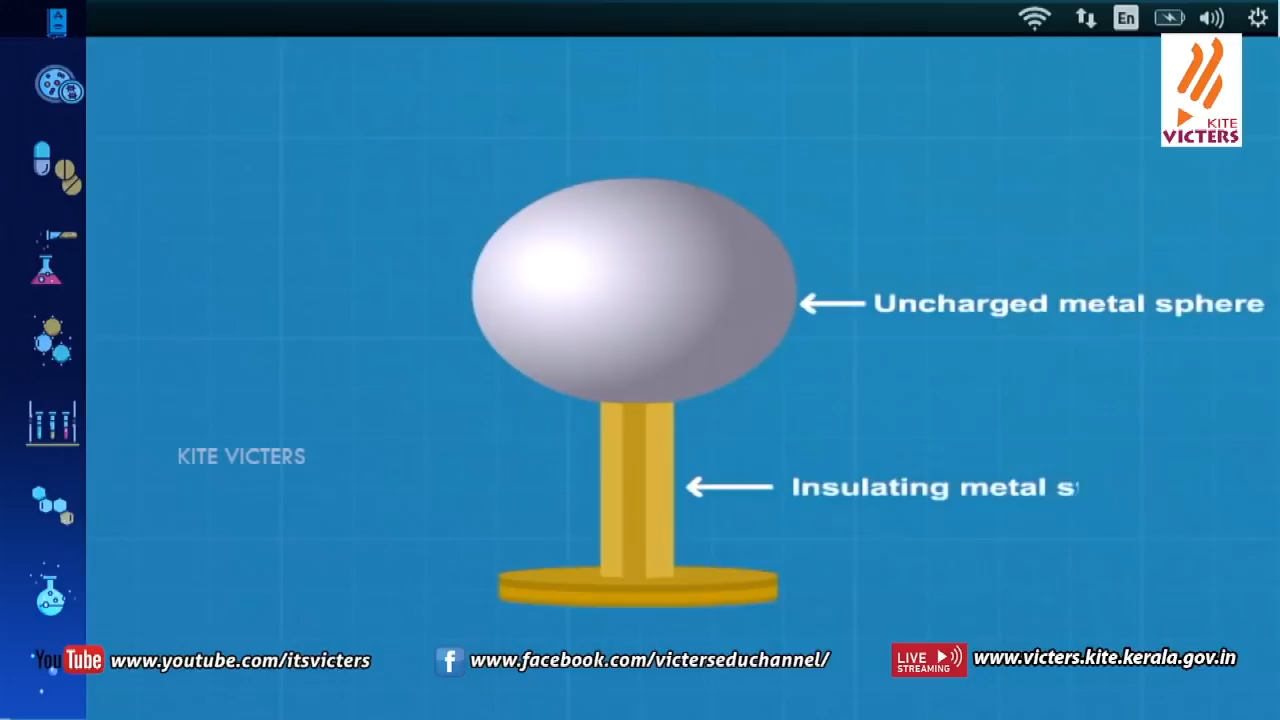 En
KITE
VICTERS
Uncharged metal sphere
KITE VICTERS
Insulating metal
YouTube www.youtube.com/itsvicters
f www.facebook.com/victerseduchannel/
LIVE STREAMING www.victers.kite.kerala.gov.in